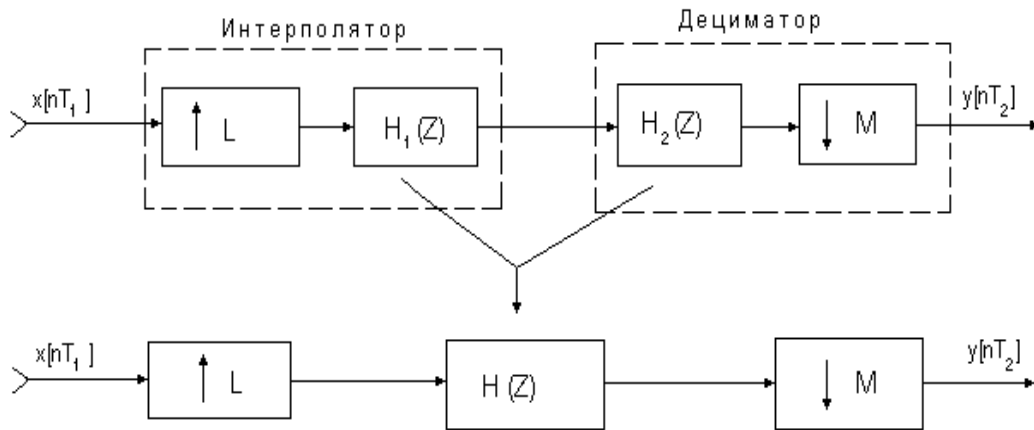 Интерполятор
Дециматор
x[nT₁ ]
↑ L
H₁ (Z)
H₂ (Z)
↓ M
y[nT₂]
x[nT₁ ]
↑ L
H (Z)
↓ M
y[nT₂]